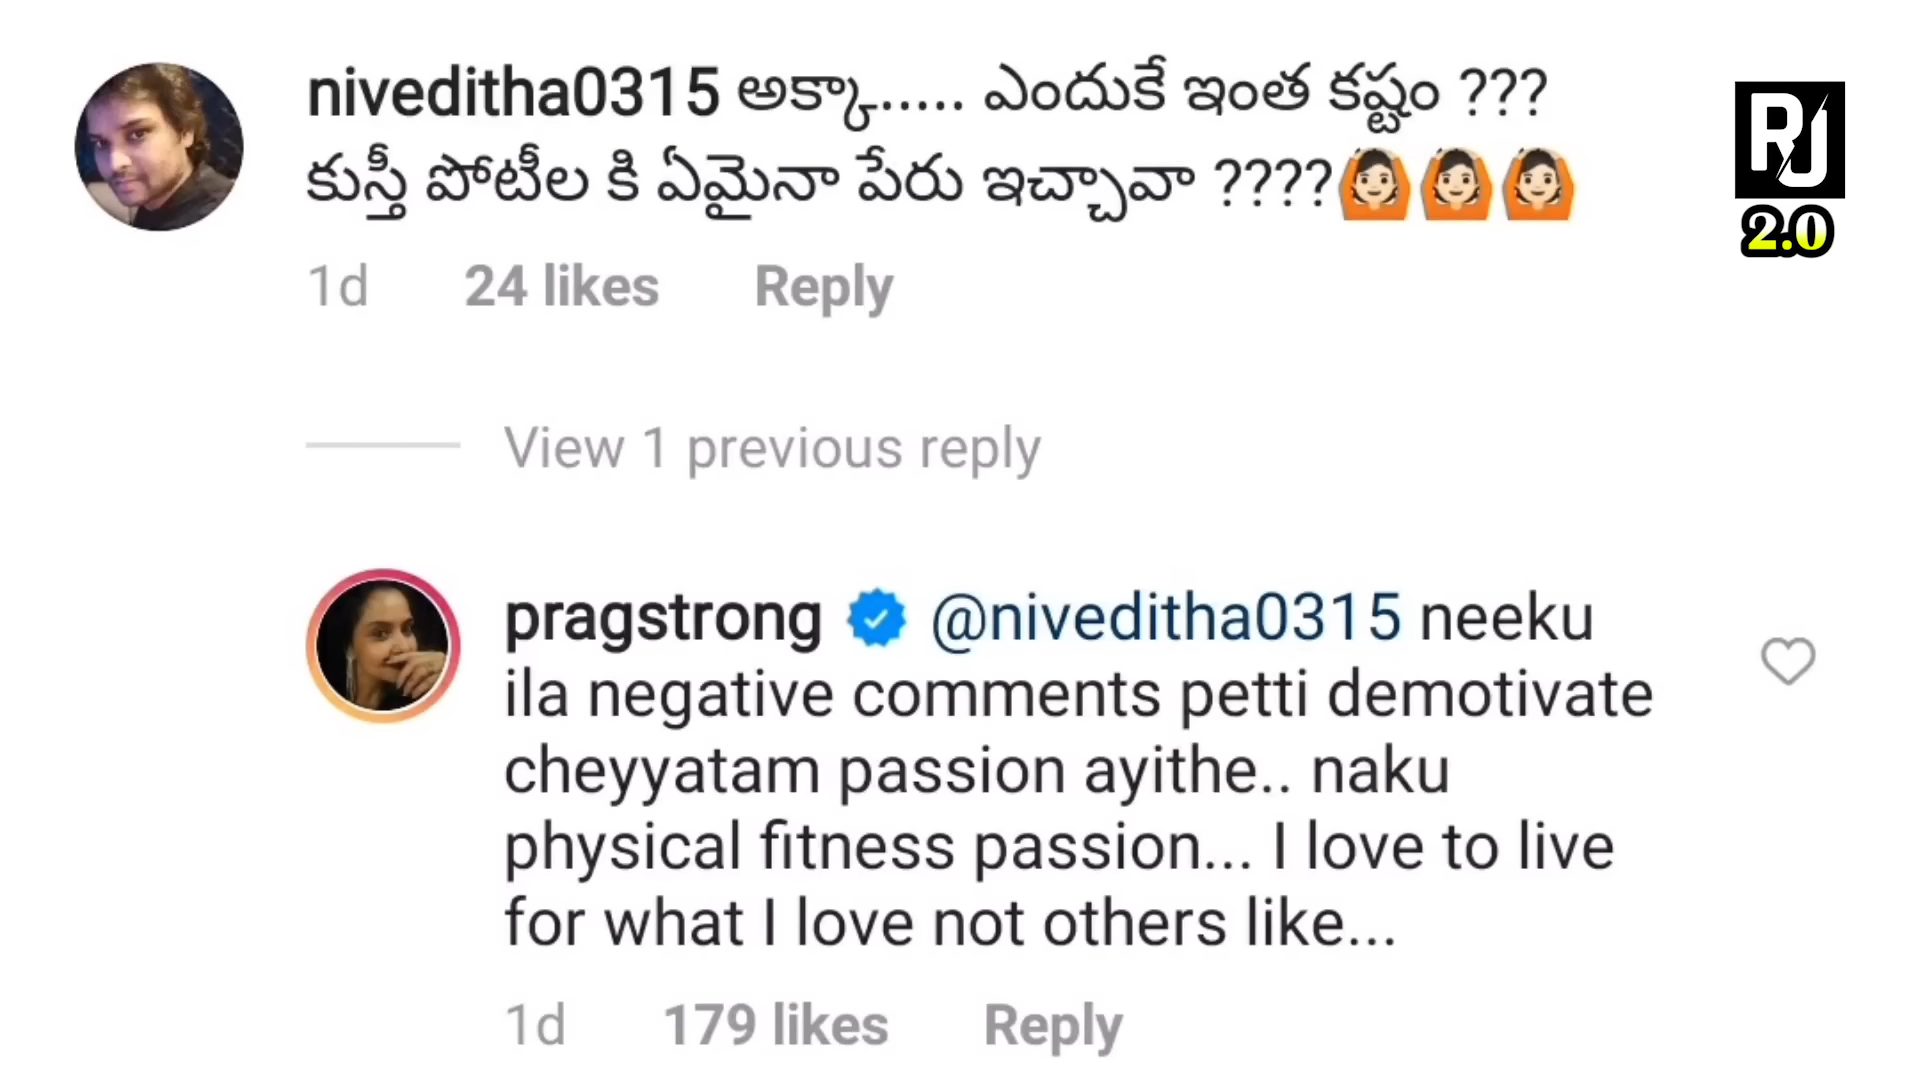 niveditha0315 అక్కా..... ఎందుకే ఇంత కష్టం ???
కుస్తీ పోటీల కి ఏమైనా పేరు ఇచ్చావా ????🙆🏻🙆🏻🙆🏻
1d 24 likes Reply
RJ
2.0
View 1 previous reply
pragstrong @niveditha0315 neeku
ila negative comments petti demotivate
cheyyatam passion ayithe.. naku
physical fitness passion... I love to live
for what I love not others like...
1d 179 likes Reply